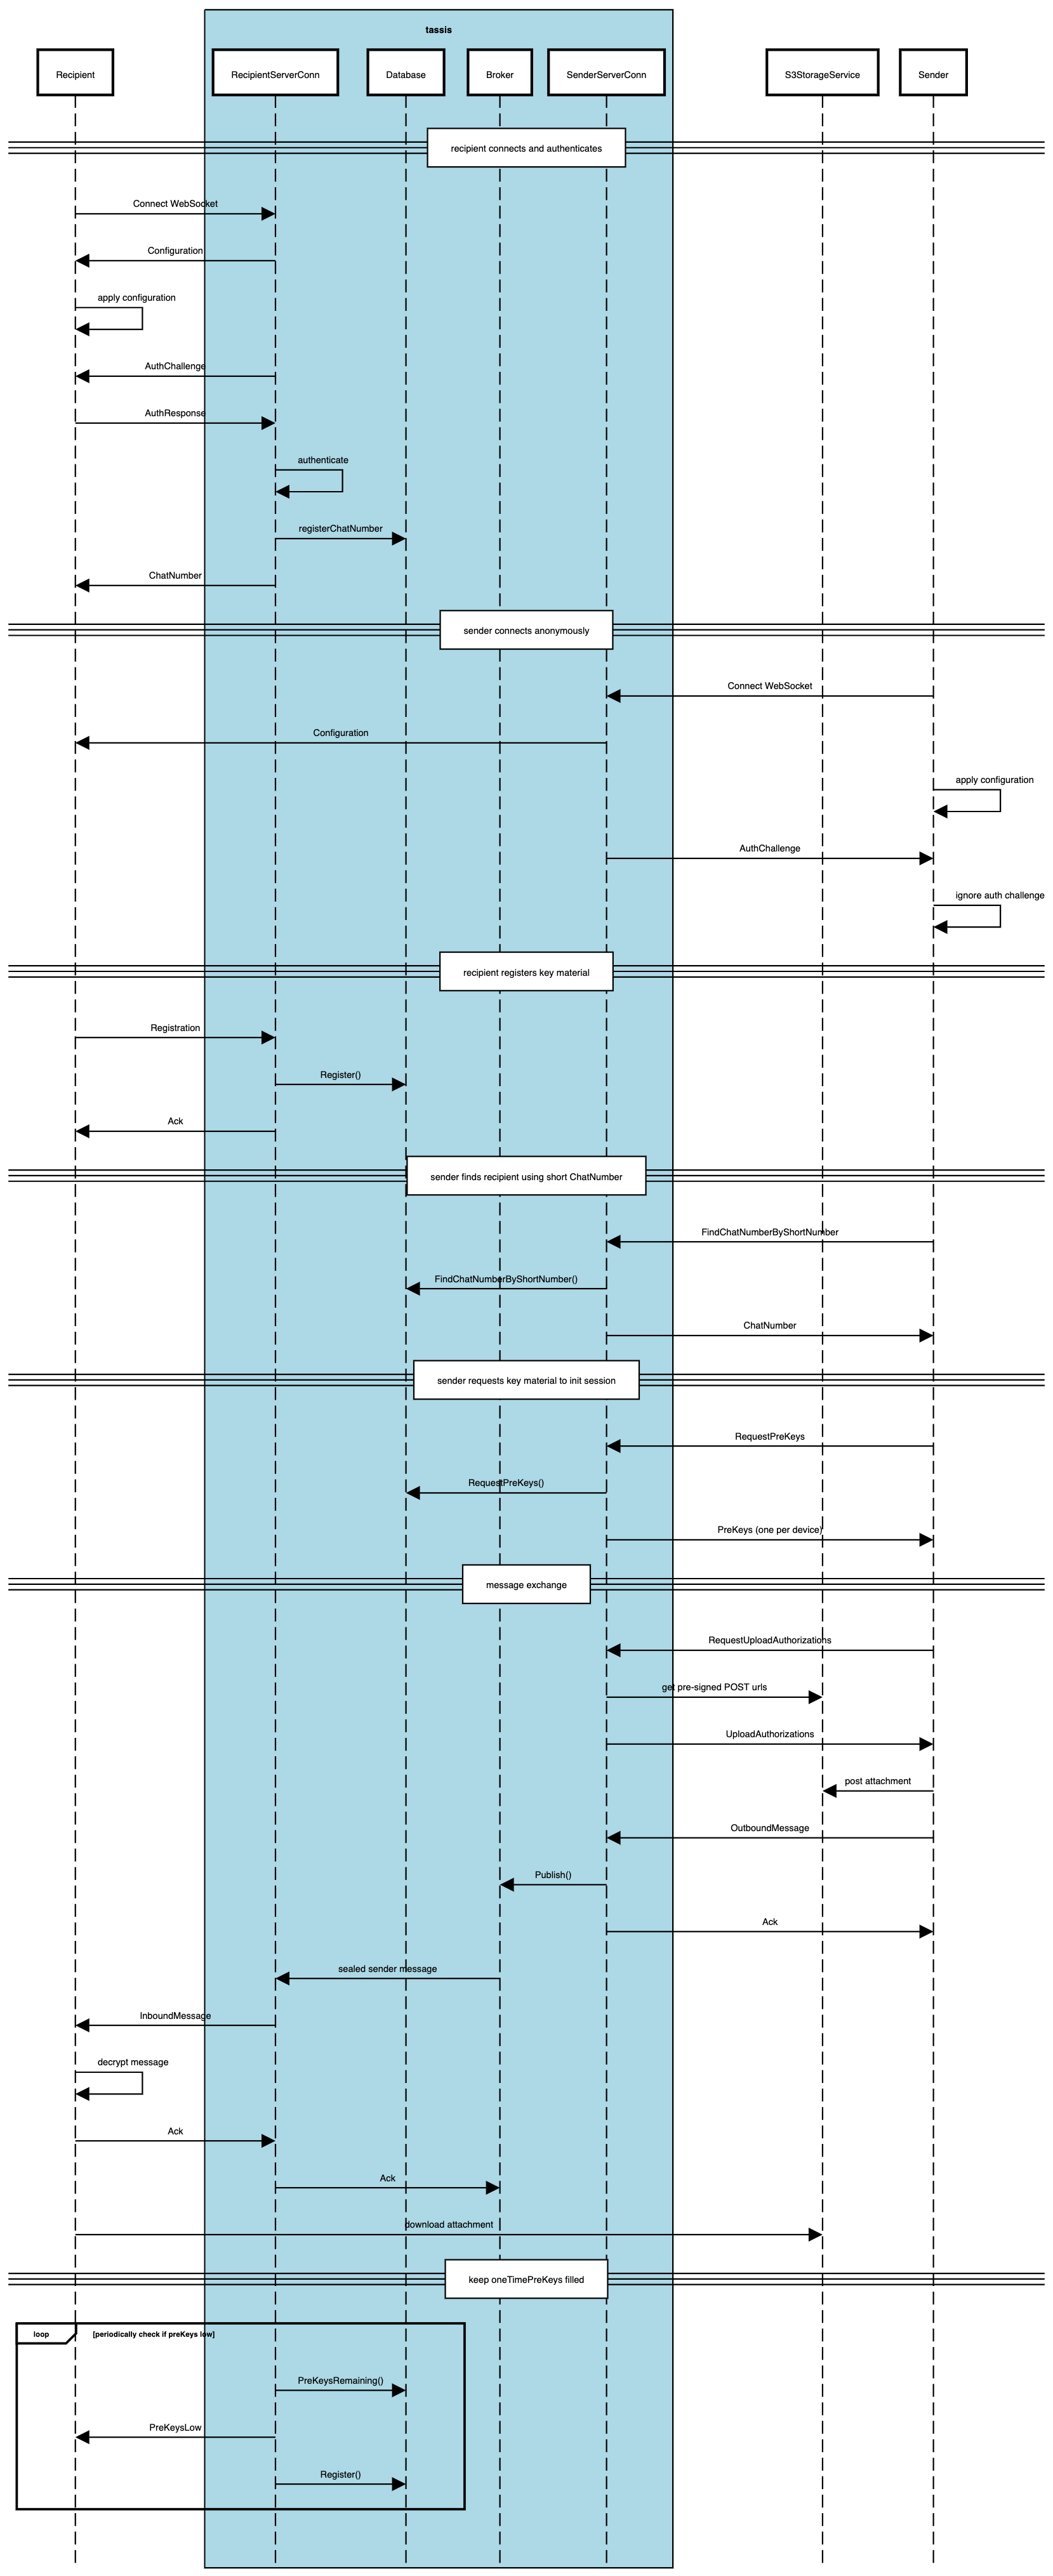 tassis
Recipient
RecipientServerConn
Database
Broker
SenderServerConn
S3StorageService
Sender
recipient connects and authenticates
Connect WebSocket
Configuration
apply configuration
AuthChallenge
AuthResponse
authenticate
registerChatNumber
ChatNumber
sender connects anonymously
Connect WebSocket
Configuration
apply configuration
AuthChallenge
ignore auth challenge
recipient registers key material
Registration
Register()
Ack
sender finds recipient using short ChatNumber
FindChatNumberByShortNumber
FindChatNumberByShortNumber()
ChatNumber
sender requests key material to init session
RequestPreKeys
RequestPreKeys()
PreKeys (one per device)
message exchange
RequestUploadAuthorizations
get pre-signed POST urls
UploadAuthorizations
post attachment
OutboundMessage
Publish()
Ack
sealed sender message
InboundMessage
decrypt message
Ack
Ack
download attachment
keep oneTimePreKeys filled
loop [periodically check if preKeys low]
PreKeysRemaining()
PreKeysLow
Register()